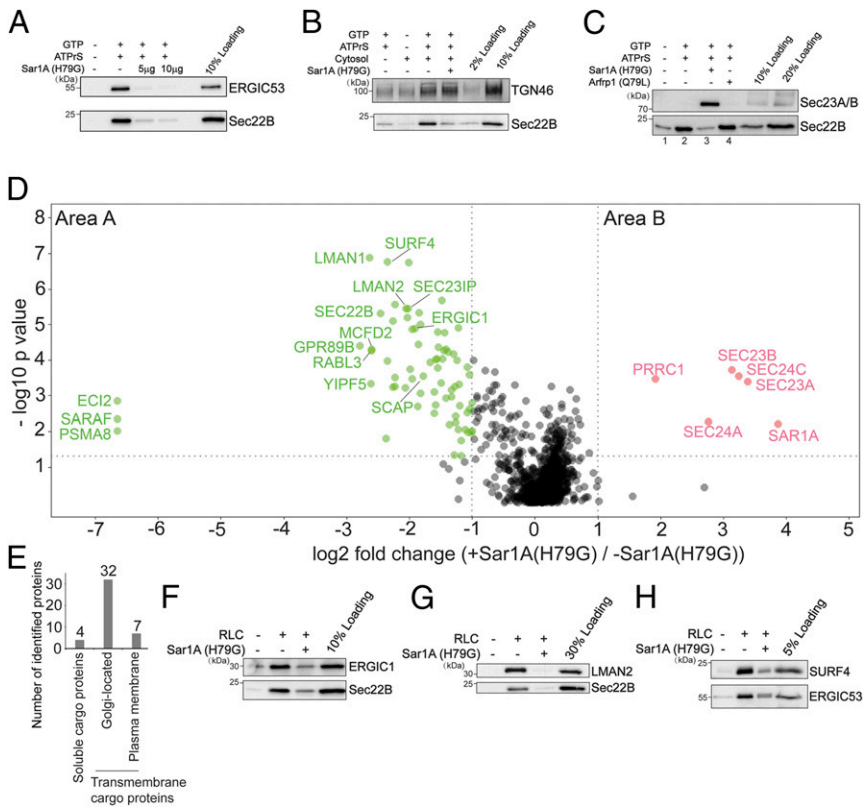 A
GTP - + + +
ATPrS - + + +
Sar1A (H79G) - - 5µg 10µg
10% Loading
(kDa)
55
ERGIC53
25
Sec22B
B
GTP - + + +
ATPrS - + + +
Cytosol - - + +
Sar1A (H79G) - - - +
2% Loading
10% Loading
(kDa)
100
TGN46
25
Sec22B
C
GTP - + + +
ATPrS - + + +
Sar1A (H79G) - - + -
Arfrp1 (Q79L) - - - +
10% Loading
20% Loading
(kDa)
70
Sec23A/B
25
Sec22B
1 2 3 4
D
Area A
Area B
- log10 p value
8
7
6
5
4
3
2
1
SURF4
LMAN1
LMAN2
SEC23IP
SEC22B
ERGIC1
MCFD2
GPR89B
RABL3
YIPF5
SCAP
ECI2
SARAF
PSMA8
PRRC1
SEC23B
SEC24C
SEC23A
SEC24A
SAR1A
-7 -6 -5 -4 -3 -2 -1 0 1 2 3 4 5
log2 fold change (+Sar1A(H79G) / -Sar1A(H79G))
E
Number of identified proteins
30
20
10
0
4
32
7
Soluble cargo proteins
Golgi-located
Plasma membrane
Transmembrane
cargo proteins
F
RLC - + +
Sar1A (H79G) - - +
10% Loading
(kDa)
30
ERGIC1
25
Sec22B
G
RLC - + +
Sar1A (H79G) - - +
30% Loading
(kDa)
30
LMAN2
25
Sec22B
H
RLC - + +
Sar1A (H79G) - - +
5% Loading
(kDa)
25
SURF4
55
ERGIC53